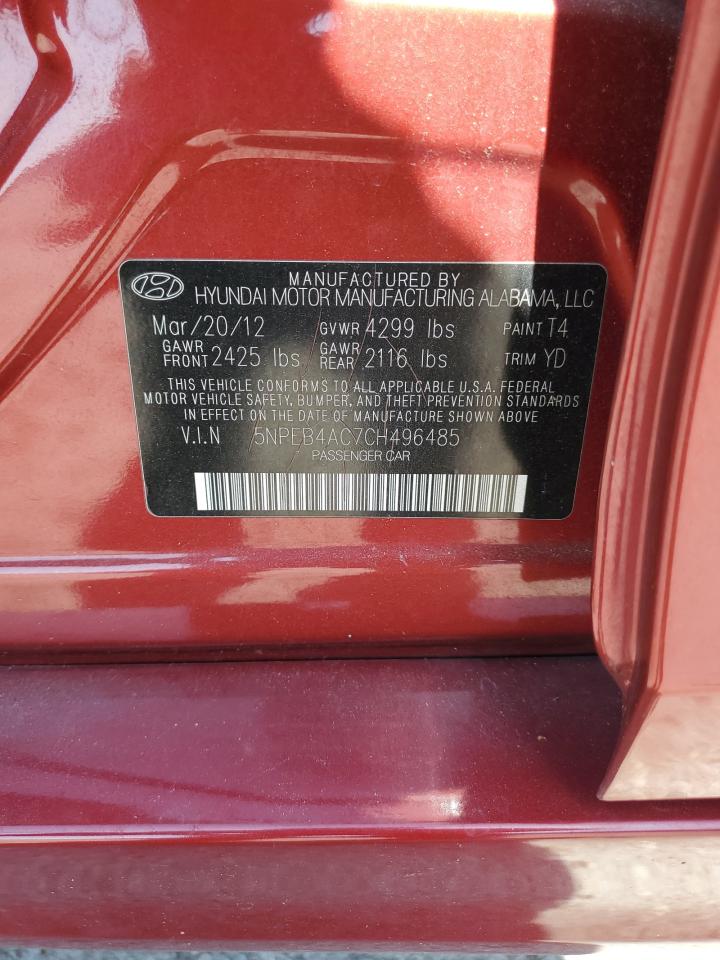 MANUFACTURED BY
HYUNDAI MOTOR MANUFACTURING ALABAMA, LLC
Mar/20/12 GVWR 4299 lbs PAINT T4
GAWR FRONT 2425 lbs GAWR REAR 2116 lbs TRIM YD
THIS VEHICLE CONFORMS TO ALL APPLICABLE U.S.A. FEDERAL
MOTOR VEHICLE SAFETY, BUMPER, AND THEFT PREVENTION STANDARDS
IN EFFECT ON THE DATE OF MANUFACTURE SHOWN ABOVE
V.I.N 5NPEB4AC7CH496485
PASSENGER CAR